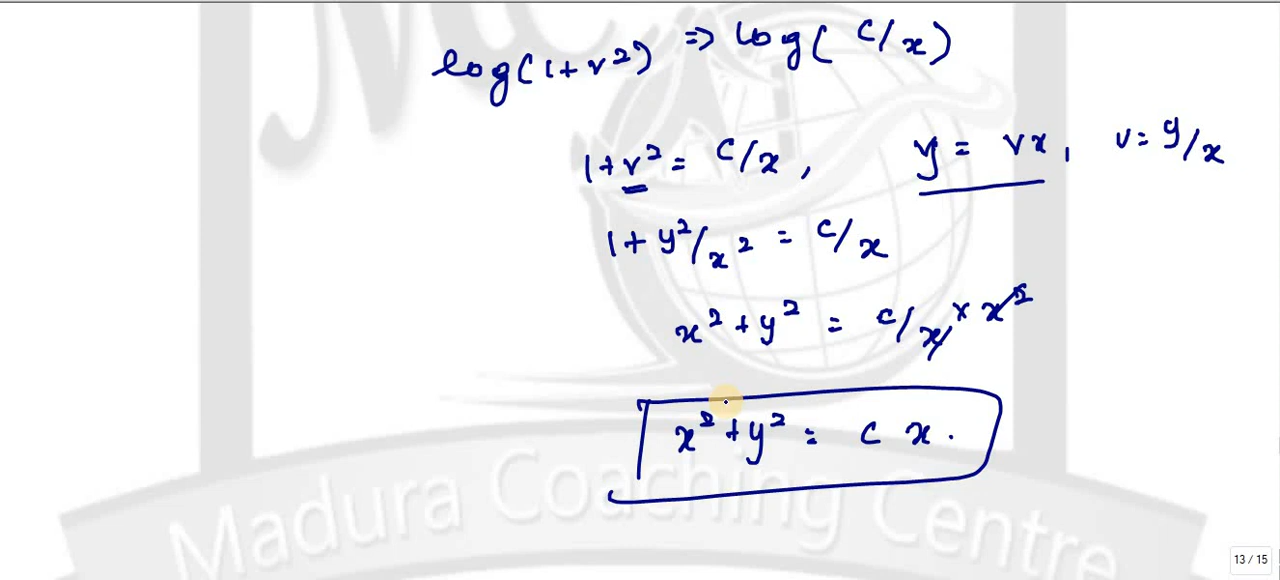 log(1+v²) => log(c/x)
1+v² = c/x, y = vx, v = y/x
1+y²/x² = c/x
x²+y² = c/x × x²
x²+y² = c x.
Madura Coaching Centre
13 / 15